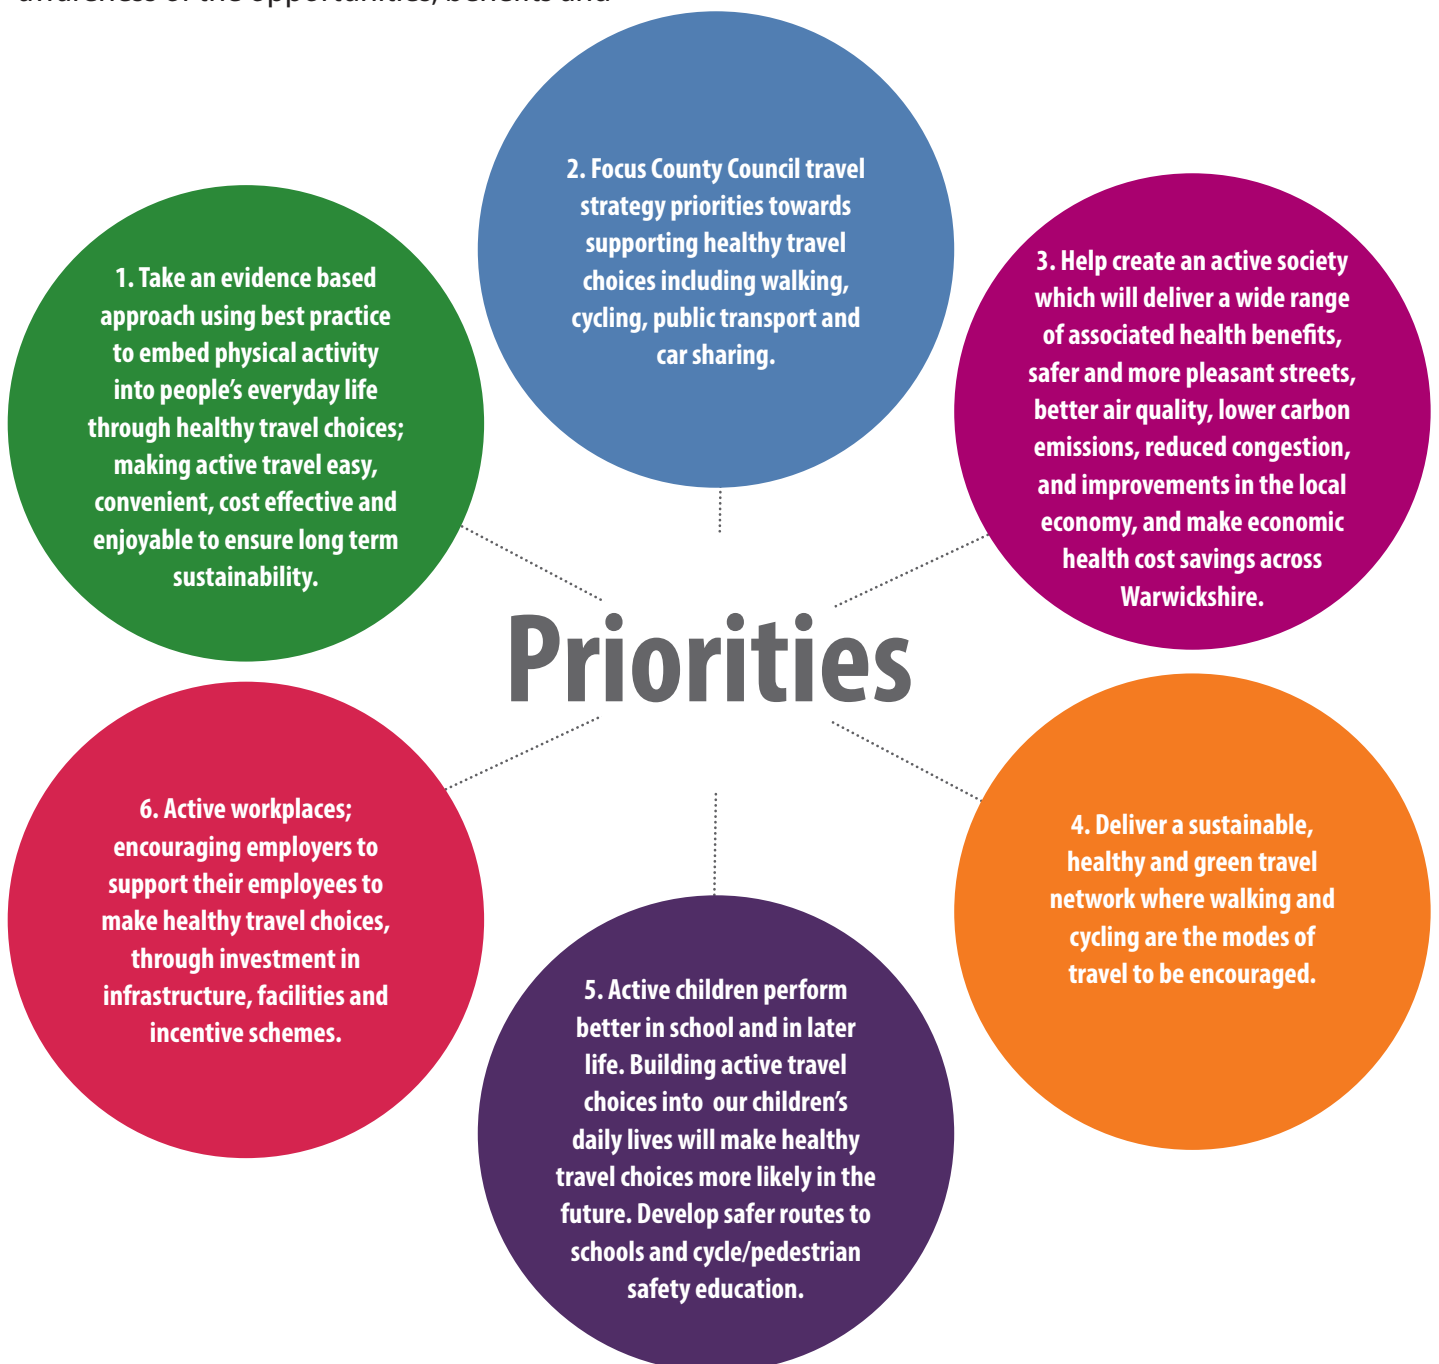 awareness of the opportunities, benefits and
1. Take an evidence based
approach using best practice
to embed physical activity
into people's everyday life
through healthy travel choices;
making active travel easy,
convenient, cost effective and
enjoyable to ensure long term
sustainability.
2. Focus County Council travel
strategy priorities towards
supporting healthy travel
choices including walking,
cycling, public transport and
car sharing.
3. Help create an active society
which will deliver a wide range
of associated health benefits,
safer and more pleasant streets,
better air quality, lower carbon
emissions, reduced congestion,
and improvements in the local
economy, and make economic
health cost savings across
Warwickshire.
Priorities
4. Deliver a sustainable,
healthy and green travel
network where walking and
cycling are the modes of
travel to be encouraged.
5. Active children perform
better in school and in later
life. Building active travel
choices into our children's
daily lives will make healthy
travel choices more likely in the
future. Develop safer routes to
schools and cycle/pedestrian
safety education.
6. Active workplaces;
encouraging employers to
support their employees to
make healthy travel choices,
through investment in
infrastructure, facilities and
incentive schemes.